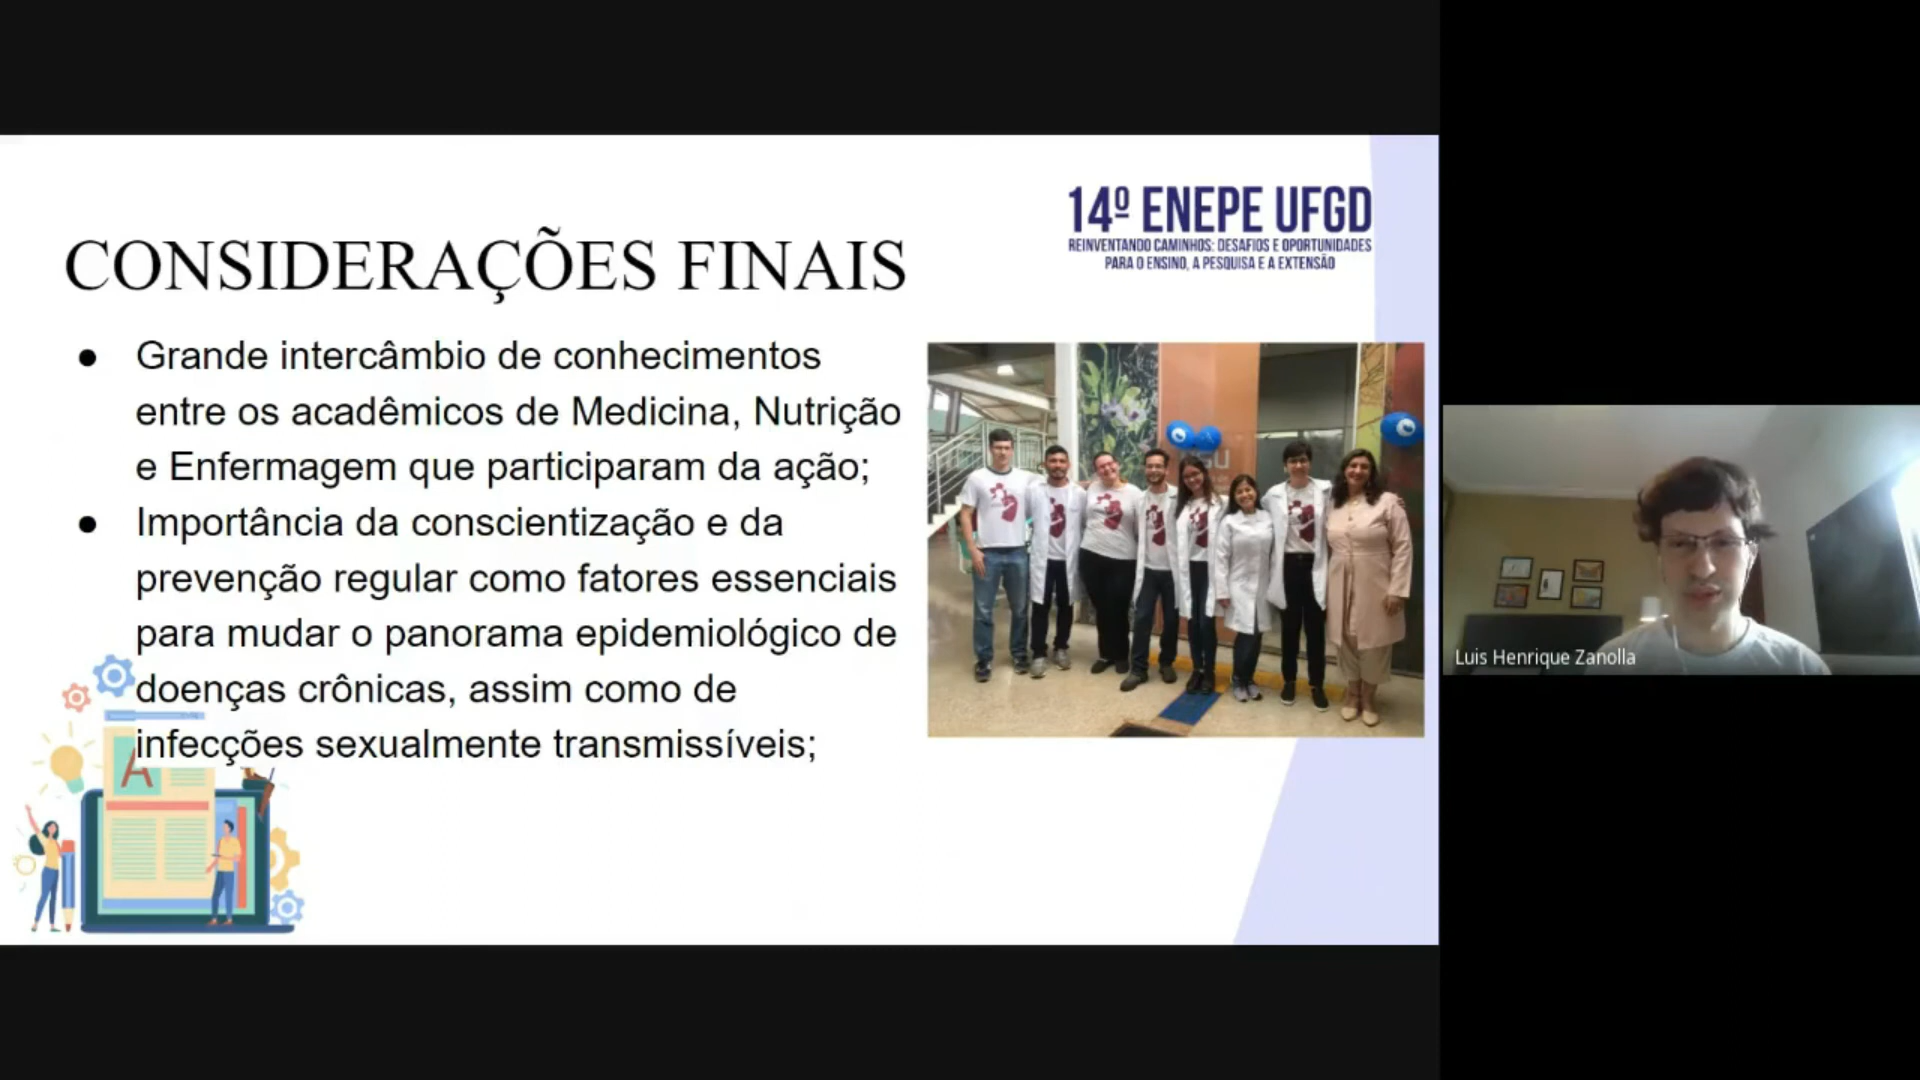 14º ENEPE UFGD
REINVENTANDO CAMINHOS: DESAFIOS E OPORTUNIDADES
PARA O ENSINO, A PESQUISA E A EXTENSÃO
CONSIDERAÇÕES FINAIS
● Grande intercâmbio de conhecimentos
entre os acadêmicos de Medicina, Nutrição
e Enfermagem que participaram da ação;
● Importância da conscientização e da
prevenção regular como fatores essenciais
para mudar o panorama epidemiológico de
doenças crônicas, assim como de
infecções sexualmente transmissíveis;
A
Luis Henrique Zanolla